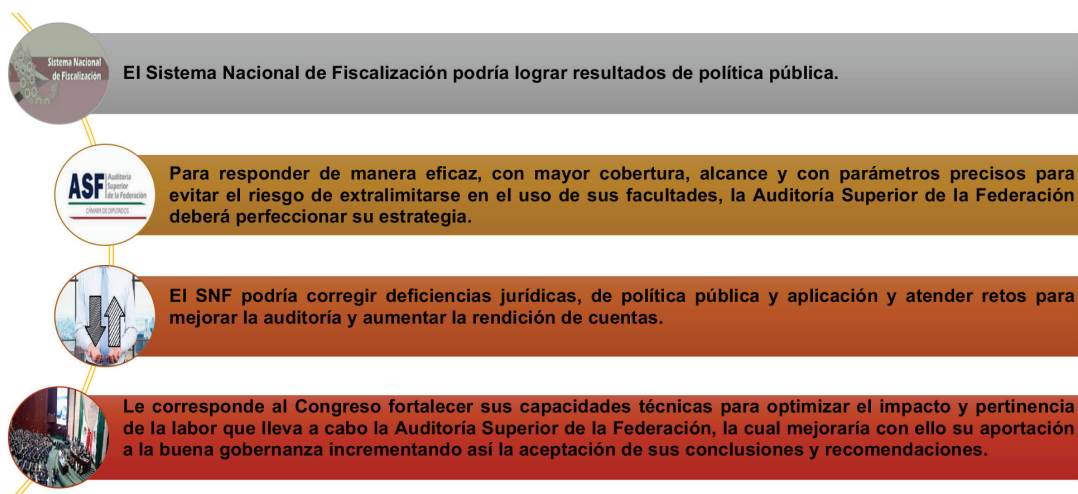 Sistema Nacional
de Fiscalización
El Sistema Nacional de Fiscalización podría lograr resultados de política pública.
ASF Auditoría
Superior
de la Federación
CÁMARA DE DIPUTADOS
Para responder de manera eficaz, con mayor cobertura, alcance y con parámetros precisos para
evitar el riesgo de extralimitarse en el uso de sus facultades, la Auditoría Superior de la Federación
deberá perfeccionar su estrategia.
El SNF podría corregir deficiencias jurídicas, de política pública y aplicación y atender retos para
mejorar la auditoría y aumentar la rendición de cuentas.
Le corresponde al Congreso fortalecer sus capacidades técnicas para optimizar el impacto y pertinencia
de la labor que lleva a cabo la Auditoría Superior de la Federación, la cual mejoraría con ello su aportación
a la buena gobernanza incrementando así la aceptación de sus conclusiones y recomendaciones.